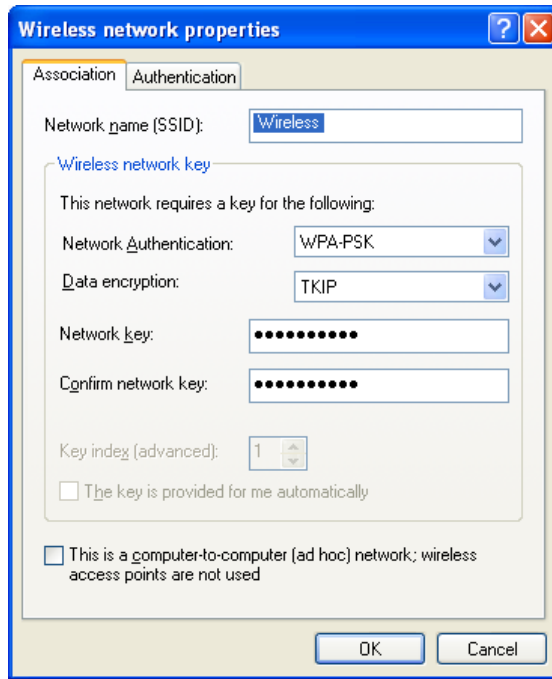 Wireless network properties
Association Authentication
Network name (SSID): Wireless
Wireless network key
This network requires a key for the following:
Network Authentication: WPA-PSK
Data encryption: TKIP
Network key: ●●●●●●●●●●
Confirm network key: ●●●●●●●●●●
Key index (advanced): 1
The key is provided for me automatically
This is a computer-to-computer (ad hoc) network; wireless
access points are not used
OK Cancel